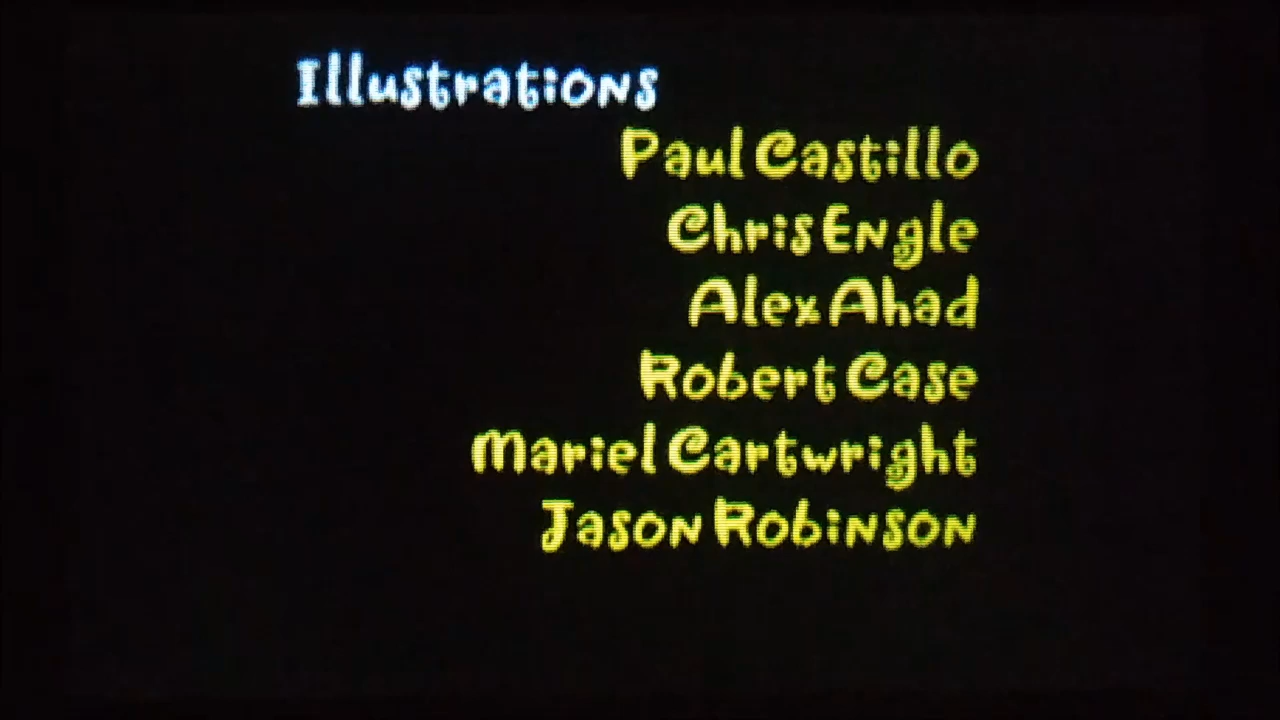 Illustrations
Paul Castillo
Chris Engle
Alex Ahad
Robert Case
Mariel Cartwright
Jason Robinson